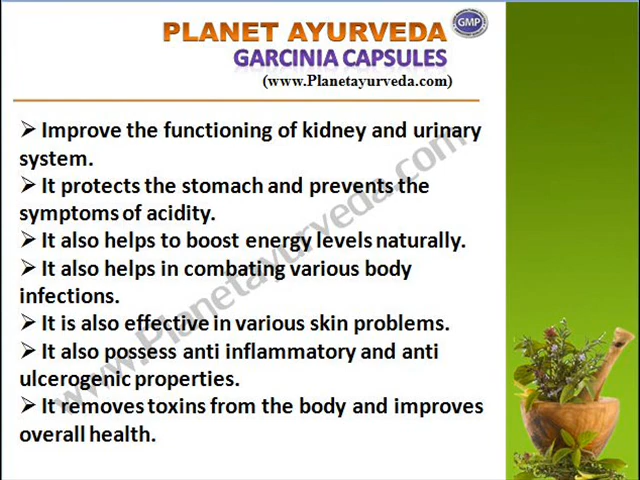 PLANET AYURVEDA
GMP
GARCINIA CAPSULES
(www.Planetayurveda.com)
➢ Improve the functioning of kidney and urinary
system.
➢ It protects the stomach and prevents the
symptoms of acidity.
➢ It also helps to boost energy levels naturally.
➢ It also helps in combating various body
infections.
➢ It is also effective in various skin problems.
➢ It also possess anti inflammatory and anti
ulcerogenic properties.
➢ It removes toxins from the body and improves
overall health.
www.Planetayurveda.com